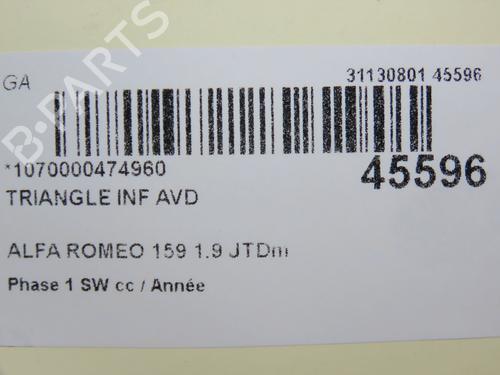 GA
31130801 45596
*1070000474960
45596
TRIANGLE INF AVD
ALFA ROMEO 159 1.9 JTDm
Phase 1 SW cc / Année
B-PARTS